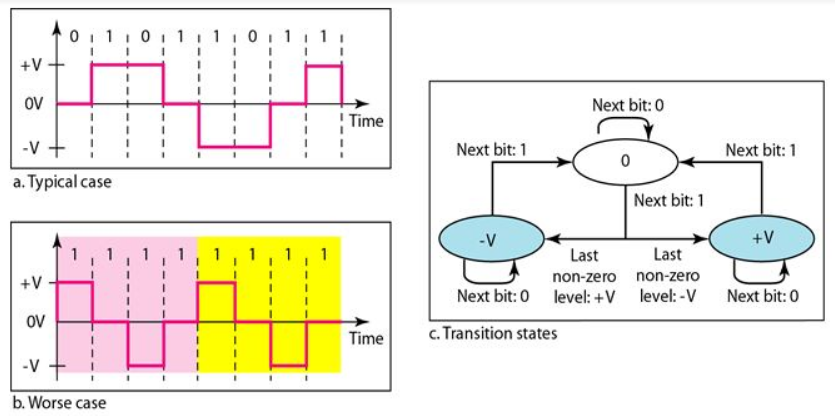 0 1 0 1 1 0 1 1
+V
0V
Time
-V
a. Typical case
1 1 1 1 1 1 1 1
+V
0V
Time
-V
b. Worse case
Next bit: 0
Next bit: 1
0
Next bit: 1
Next bit: 1
-V
+V
Last
non-zero
level: +V
Last
non-zero
level: -V
Next bit: 0
Next bit: 0
c. Transition states